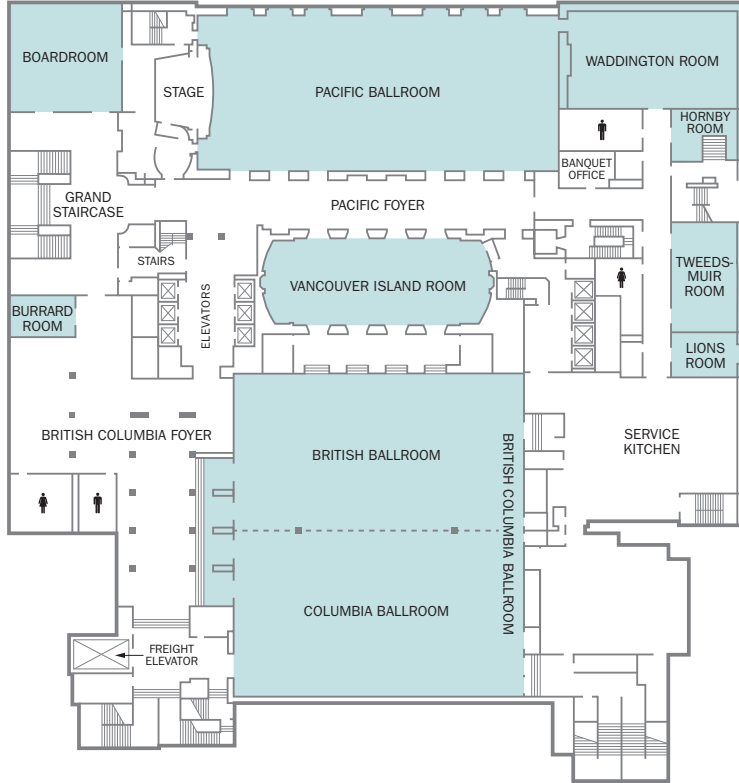 BOARDROOM
STAGE
PACIFIC BALLROOM
WADDINGTON ROOM
HORNBY
ROOM
BANQUET
OFFICE
GRAND
STAIRCASE
PACIFIC FOYER
STAIRS
ELEVATORS
VANCOUVER ISLAND ROOM
TWEEDS-
MUIR
ROOM
BURRARD
ROOM
LIONS
ROOM
BRITISH COLUMBIA FOYER
BRITISH BALLROOM
BRITISH COLUMBIA BALLROOM
SERVICE
KITCHEN
COLUMBIA BALLROOM
FREIGHT
ELEVATOR